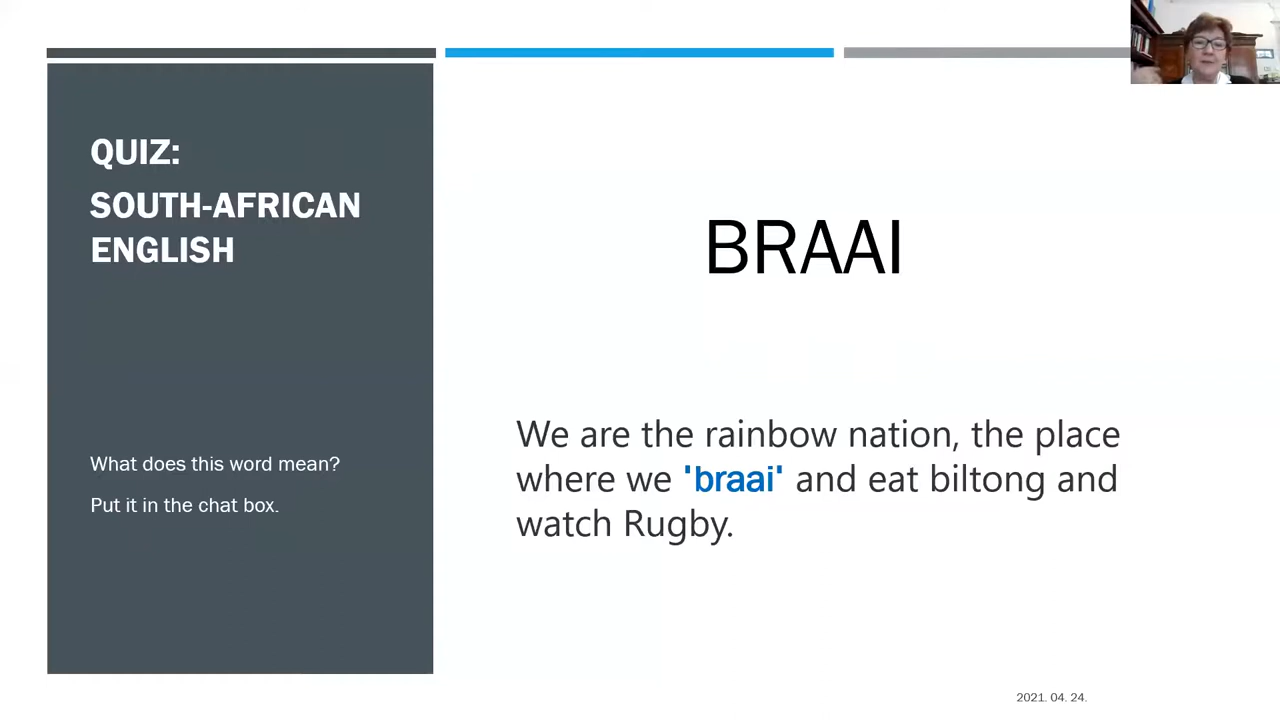 QUIZ:
SOUTH-AFRICAN
ENGLISH
What does this word mean?
Put it in the chat box.
BRAAI
We are the rainbow nation, the place
where we 'braai' and eat biltong and
watch Rugby.
2021. 04. 24.